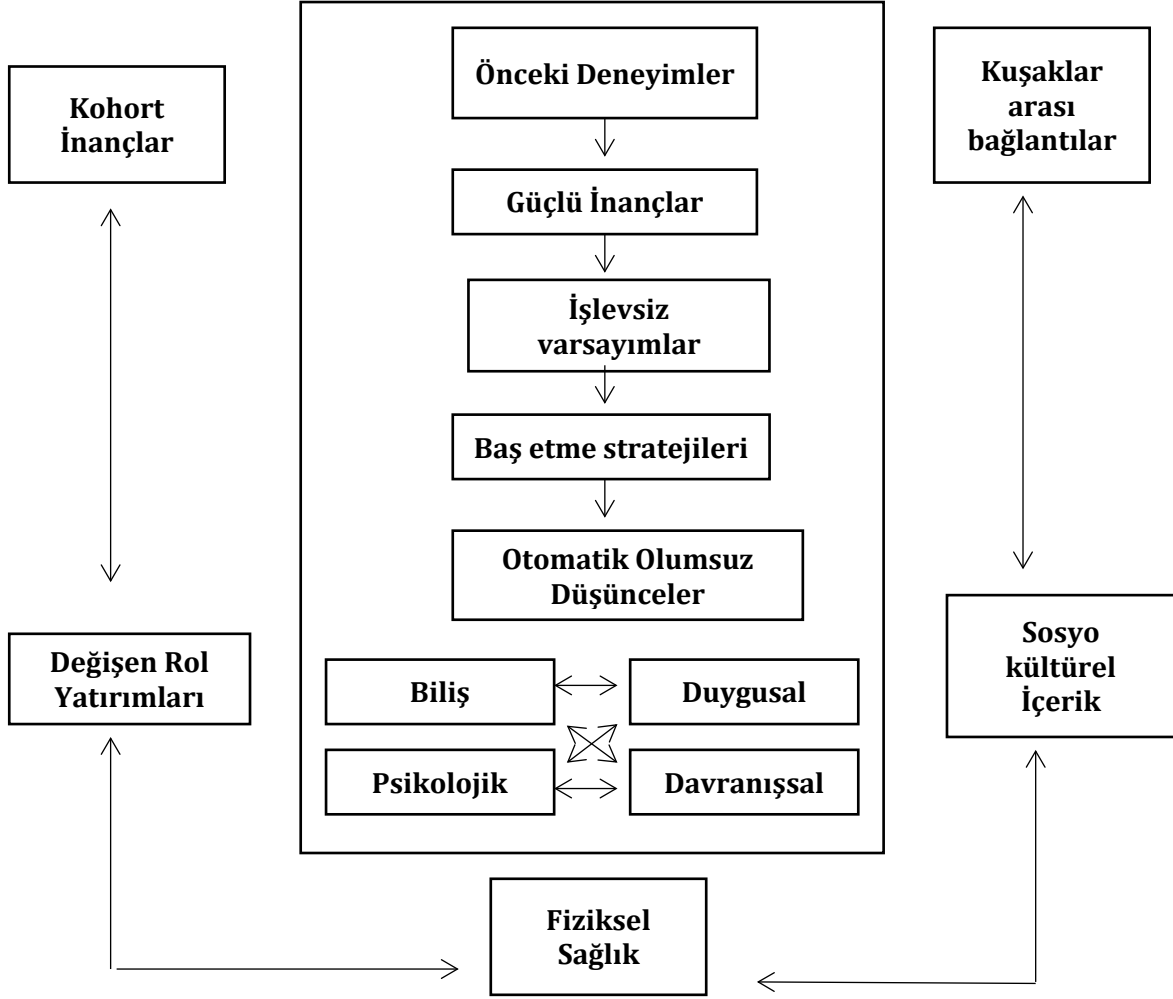 Önceki Deneyimler
Kohort
İnançlar
Kuşaklar
arası
bağlantılar
Güçlü İnançlar
İşlevsiz
varsayımlar
Baş etme stratejileri
Otomatik Olumsuz
Düşünceler
Değişen Rol
Yatırımları
Sosyo
kültürel
İçerik
Biliş
Duygusal
Psikolojik
Davranışsal
Fiziksel
Sağlık